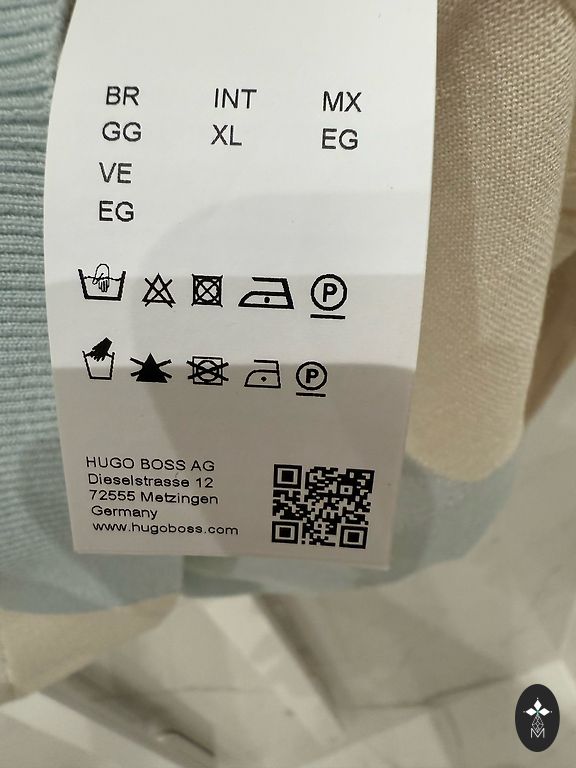 BR INT MX
GG XL EG
VE
EG
P
P
HUGO BOSS AG
Dieselstrasse 12
72555 Metzingen
Germany
www.hugoboss.com
M